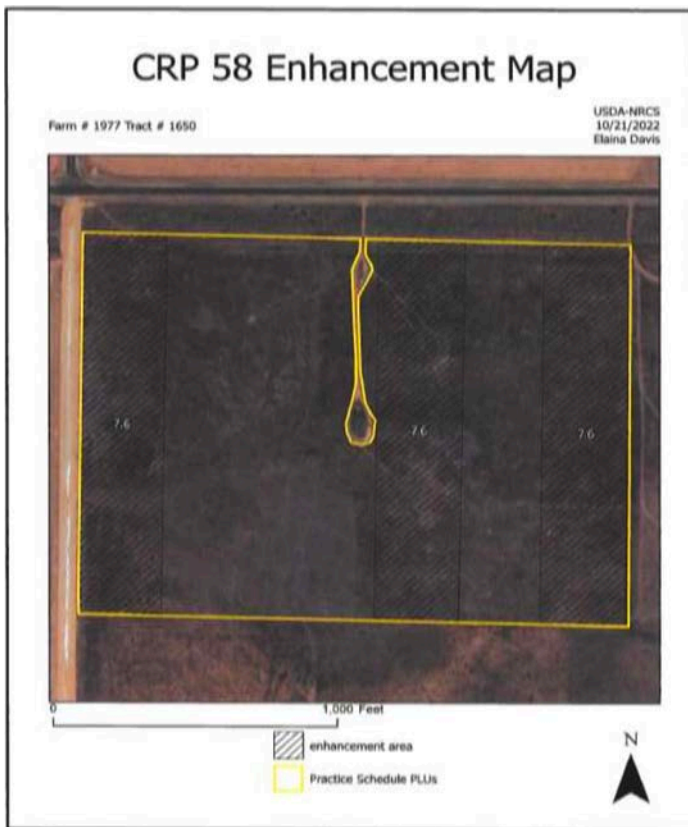 CRP 58 Enhancement Map
Farm # 1977 Tract # 1650
USDA-NRCS
10/21/2022
Elaina Davis
7.6
7.6
7.6
0
1,000 Feet
enhancement area
Practice Schedule PLUs
N